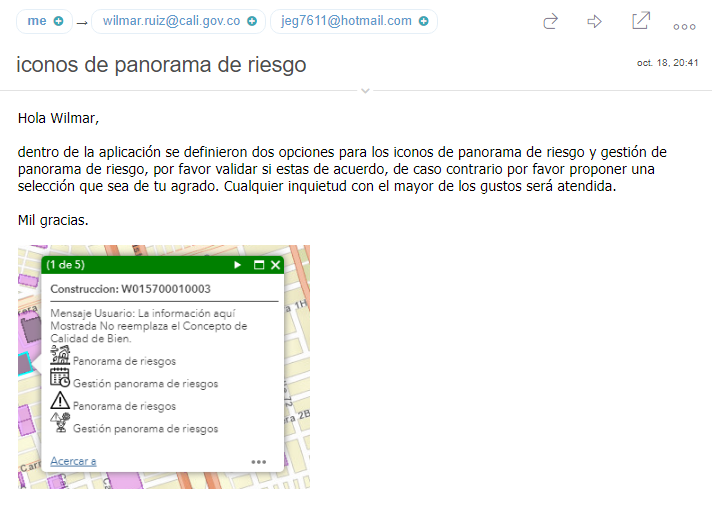 me → wilmar.ruiz@cali.gov.co jeg7611@hotmail.com
iconos de panorama de riesgo
oct. 18, 20:41
Hola Wilmar,
dentro de la aplicación se definieron dos opciones para los iconos de panorama de riesgo y gestión de
panorama de riesgo, por favor validar si estas de acuerdo, de caso contrario por favor proponer una
selección que sea de tu agrado. Cualquier inquietud con el mayor de los gustos será atendida.
Mil gracias.
(1 de 5)
Construccion: W015700010003
Mensaje Usuario: La información aquí
Mostrada No reemplaza el Concepto de
Calidad de Bien.
Panorama de riesgos
Gestión panorama de riesgos
Panorama de riesgos
Gestión panorama de riesgos
Acercar a
a 1H
72
ra 2B
Carr